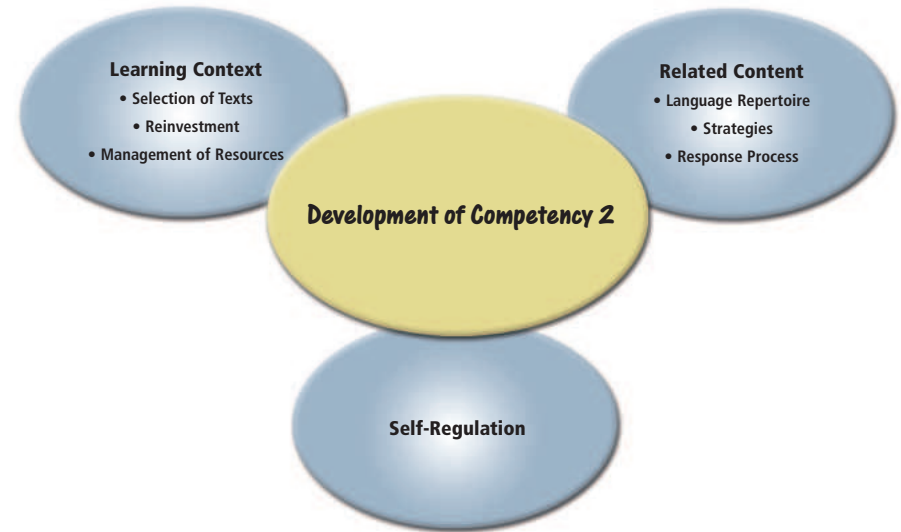 Learning Context
• Selection of Texts
• Reinvestment
• Management of Resources
Related Content
• Language Repertoire
• Strategies
• Response Process
Development of Competency 2
Self-Regulation